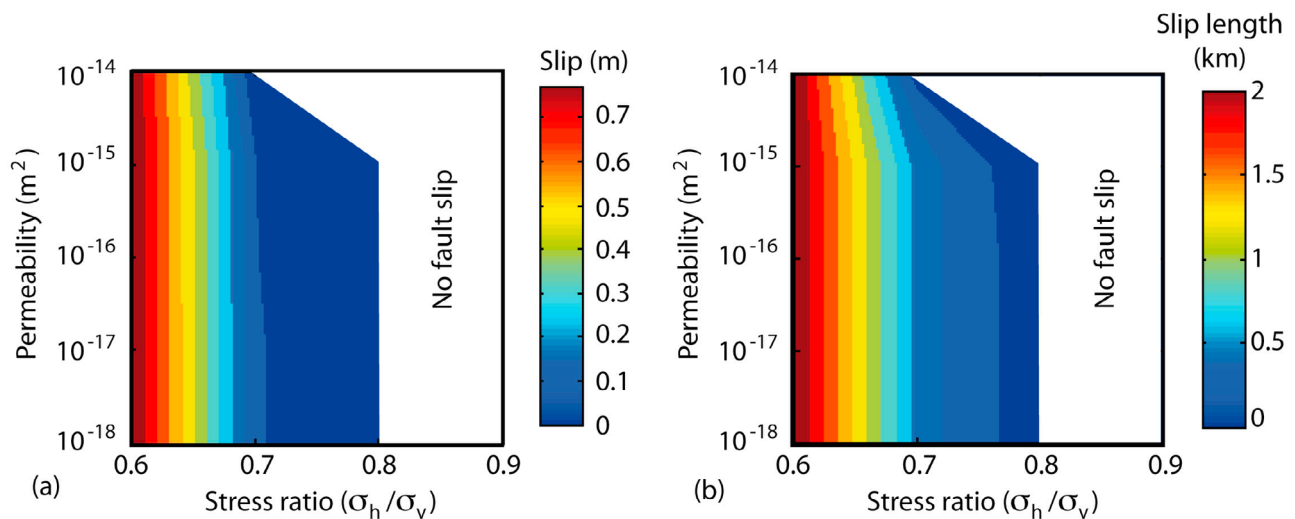 Slip (m)
10-14
10-15
10-16
10-17
10-18
Permeability (m2)
0.6
0.7
0.8
0.9
Stress ratio (σh/σv)
No fault slip
0.7
0.6
0.5
0.4
0.3
0.2
0.1
0
(a)
Slip length
(km)
10-14
10-15
10-16
10-17
10-18
Permeability (m2)
0.6
0.7
0.8
0.9
Stress ratio (σh/σv)
No fault slip
2
1.5
1
0.5
0
(b)